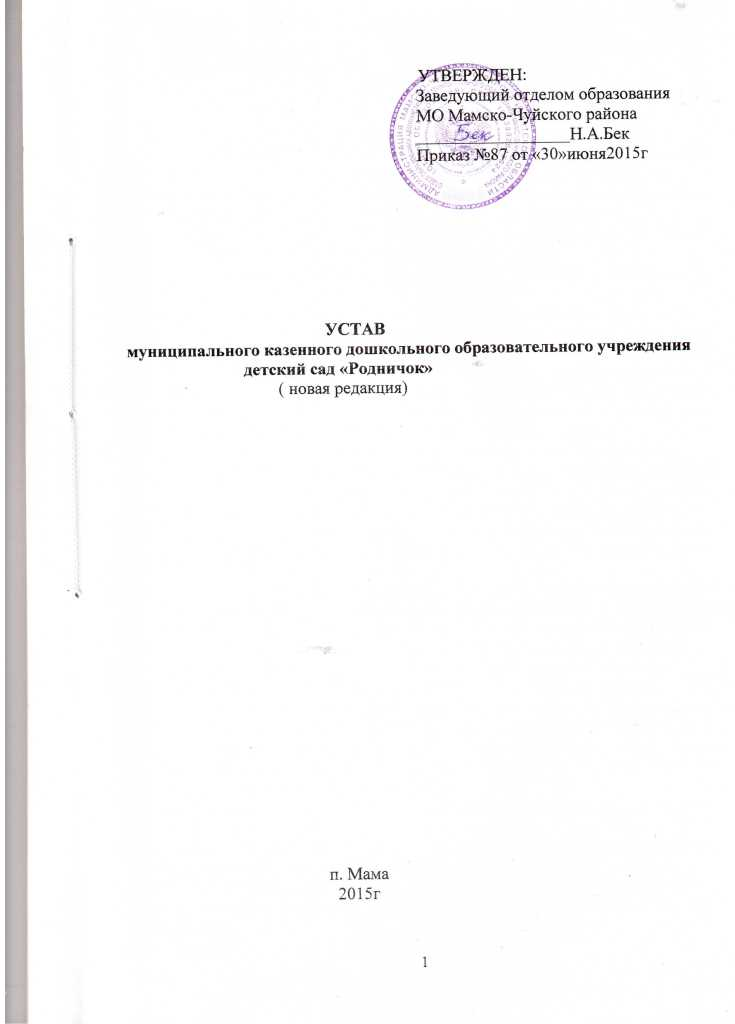 УТВЕРЖДЕН:
Заведующий отделом образования
МО Мамско-Чуйского района
Бек _________________Н.А.Бек
Приказ №87 от «30»июня2015г
УСТАВ
муниципального казенного дошкольного образовательного учреждения
детский сад «Родничок»
( новая редакция)
п. Мама
2015г
1